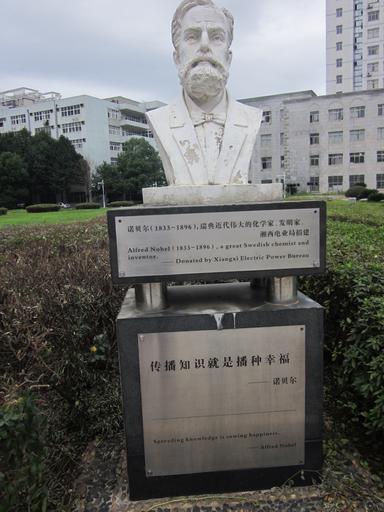 诺贝尔(1833-1896),瑞典近代伟大的化学家、发明家.
湘西电业局捐建
Alfred Nobel (1833-1896), a great Swedish chemist and
inventor. —— Donated by Xiangxi Electric Power Bureau
传播知识就是播种幸福
—— 诺贝尔
Spreading knowledge is sowing happiness.
—— Alfred Nobel